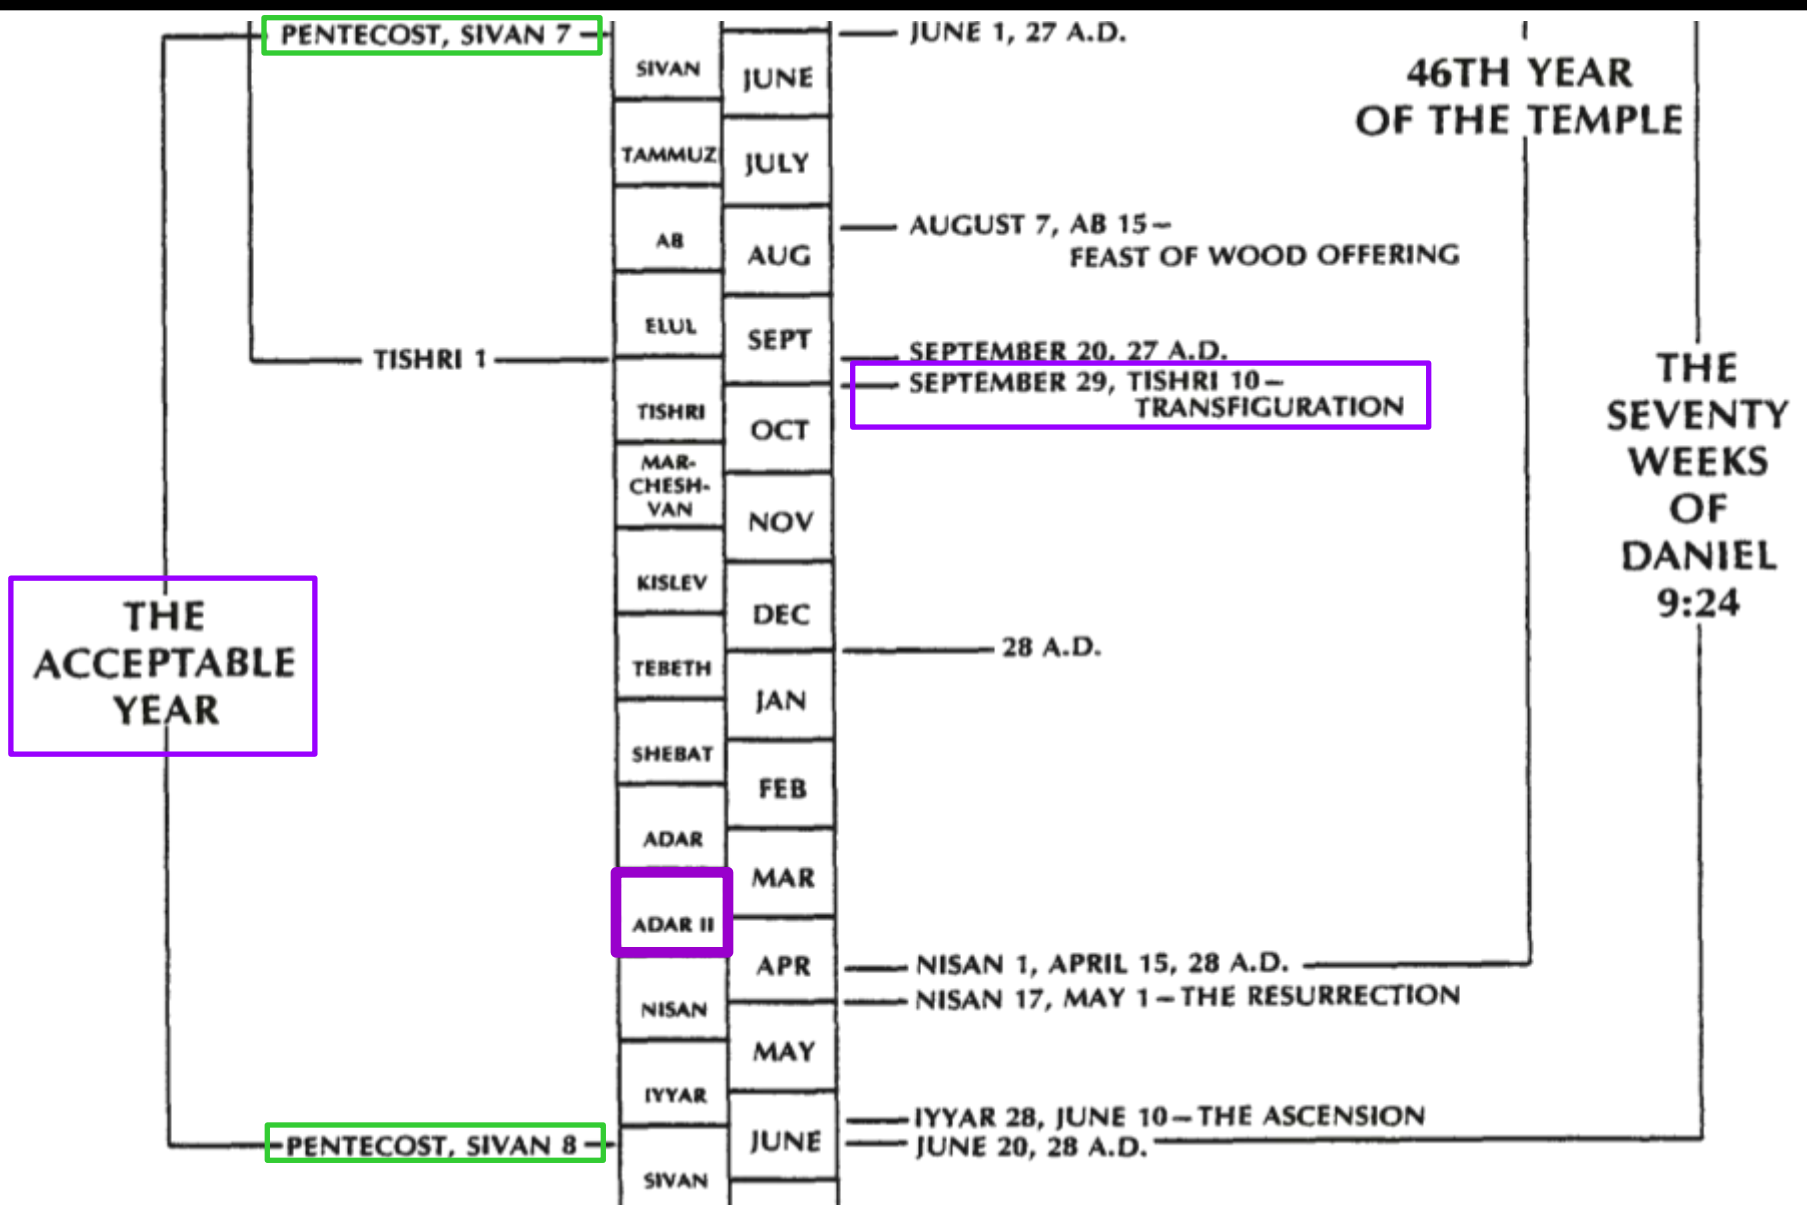 PENTECOST, SIVAN 7
JUNE 1, 27 A.D.
SIVAN
JUNE
46TH YEAR
OF THE TEMPLE
TAMMUZ
JULY
AUGUST 7, AB 15–
FEAST OF WOOD OFFERING
AB
AUG
ELUL
SEPT
TISHRI 1
SEPTEMBER 20, 27 A.D.
SEPTEMBER 29, TISHRI 10–
TRANSFIGURATION
THE
SEVENTY
WEEKS
OF
DANIEL
9:24
TISHRI
OCT
MAR-
CHESH-
VAN
NOV
KISLEV
DEC
THE
ACCEPTABLE
YEAR
28 A.D.
TEBETH
JAN
SHEBAT
FEB
ADAR
MAR
ADAR II
APR
NISAN 1, APRIL 15, 28 A.D.
NISAN 17, MAY 1–THE RESURRECTION
NISAN
MAY
IYYAR
IYYAR 28, JUNE 10–THE ASCENSION
PENTECOST, SIVAN 8
JUNE
JUNE 20, 28 A.D.
SIVAN